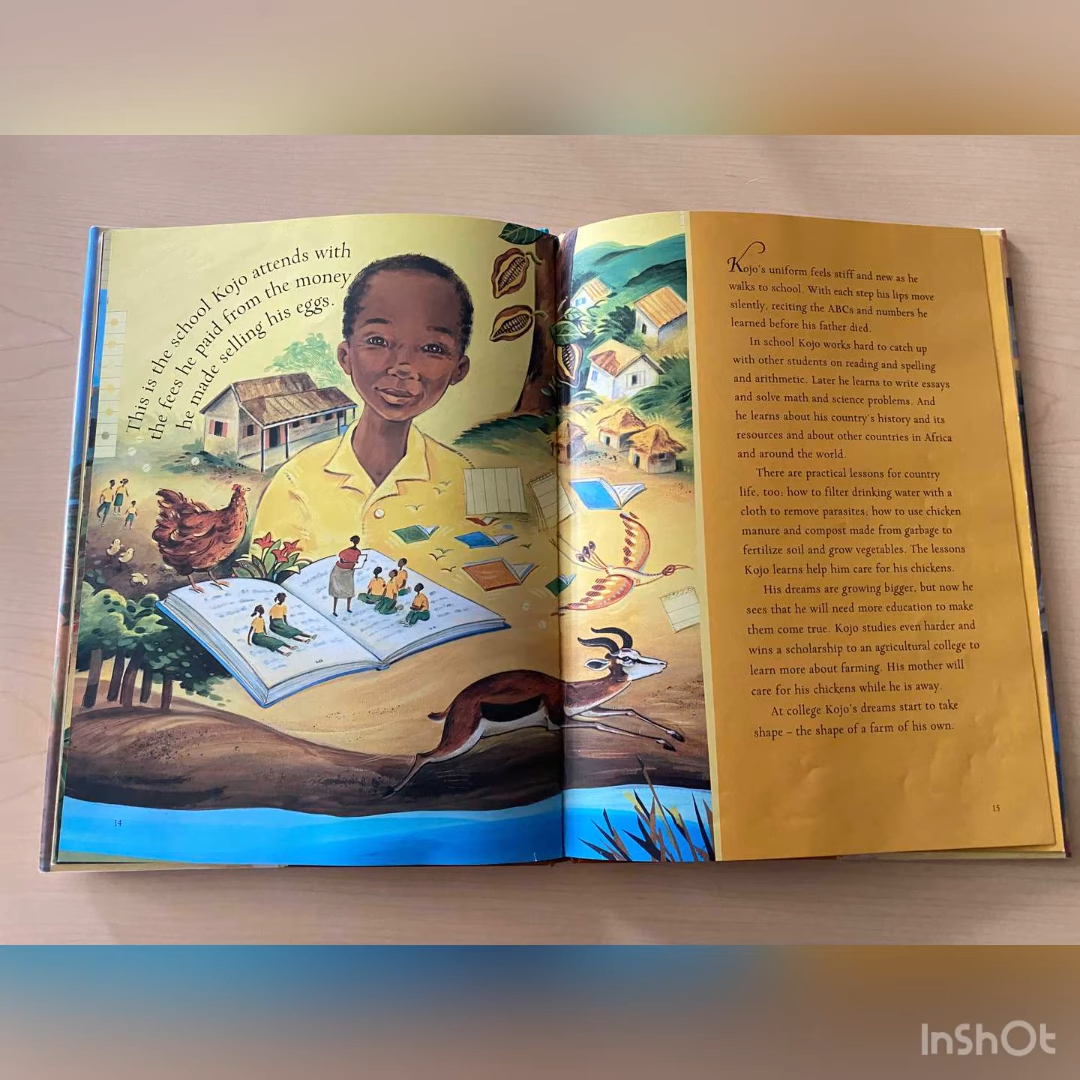 This is the school Kojo attends with
the fees he paid from the money
he made selling his eggs.
14
Kojo's uniform feels stiff and new as he
walks to school. With each step his lips move
silently, reciting the ABCs and numbers he
learned before his father died.
In school Kojo works hard to catch up
with other students on reading and spelling
and arithmetic. Later he learns to write essays
and solve math and science problems. And
he learns about his country's history and its
resources and about other countries in Africa
and around the world.
There are practical lessons for country
life, too: how to filter drinking water with a
cloth to remove parasites; how to use chicken
manure and compost made from garbage to
fertilize soil and grow vegetables. The lessons
Kojo learns help him care for his chickens.
His dreams are growing bigger, but now he
sees that he will need more education to make
them come true. Kojo studies even harder and
wins a scholarship to an agricultural college to
learn more about farming. His mother will
care for his chickens while he is away.
At college Kojo's dreams start to take
shape – the shape of a farm of his own.
15
InShOt